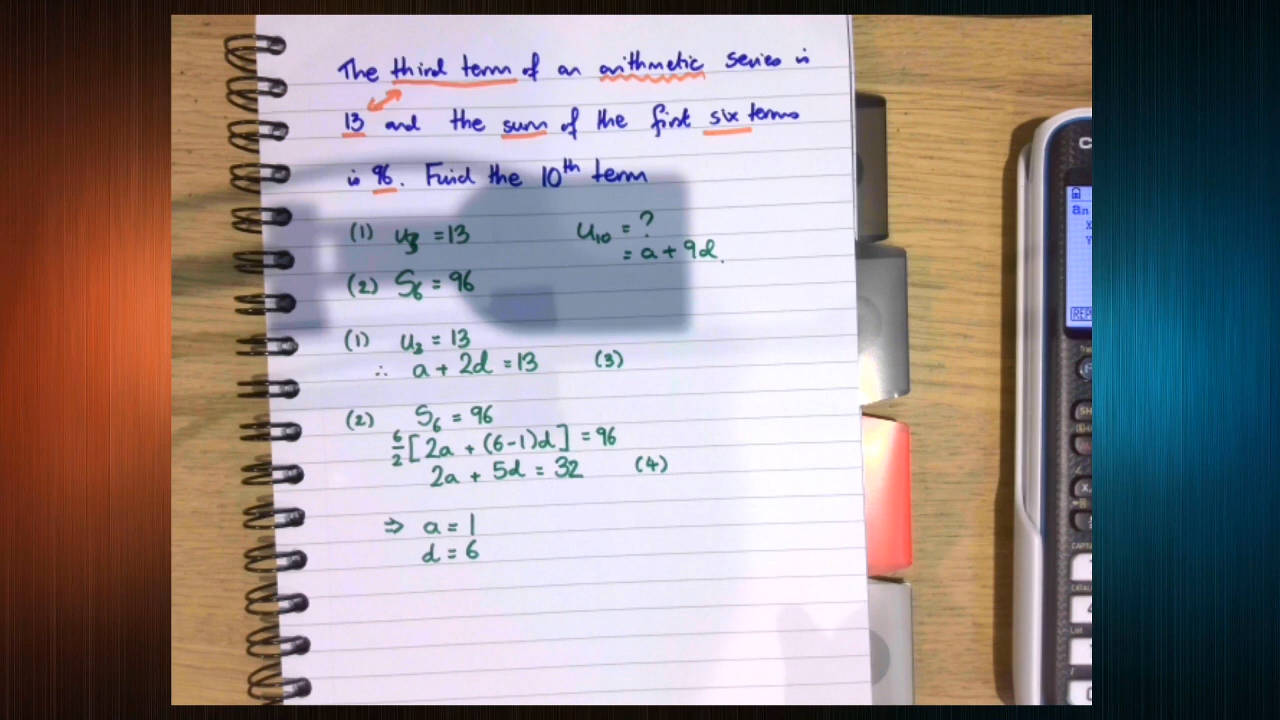 The third term of an arithmetic series is
13 and the sum of the first six terms
is 96. Find the 10th term
(1) u3 = 13
u10 = ?
= a + 9d.
(2) S6 = 96
(1) u3 = 13
∴ a + 2d = 13 (3)
(2) S6 = 96
6/2 [2a + (6-1)d] = 96
2a + 5d = 32 (4)
⇒ a = 1
d = 6